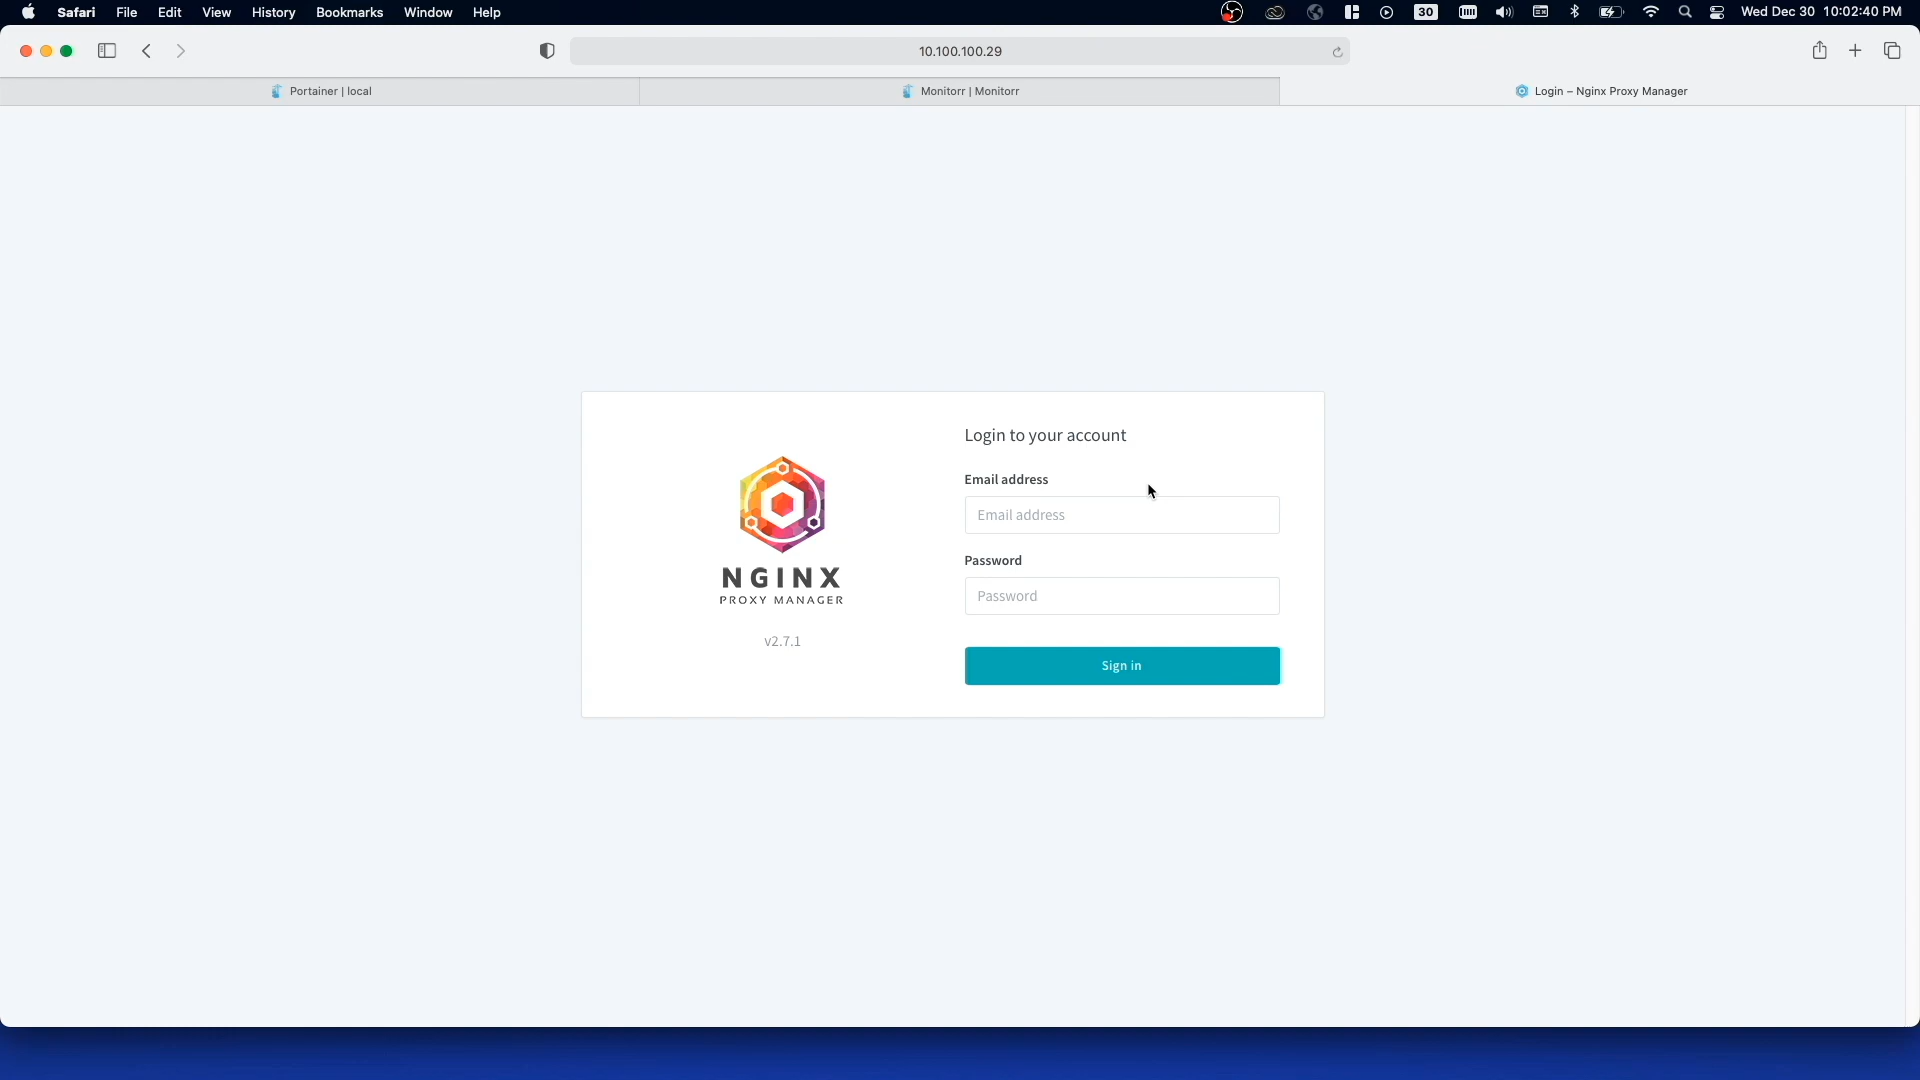 Safari File Edit View History Bookmarks Window Help 30 Wed Dec 30 10:02:40 PM
10.100.100.29
Portainer | local
Monitorr | Monitorr
Login – Nginx Proxy Manager
Login to your account
Email address
Email address
Password
Password
Sign in
NGINX
PROXY MANAGER
v2.7.1